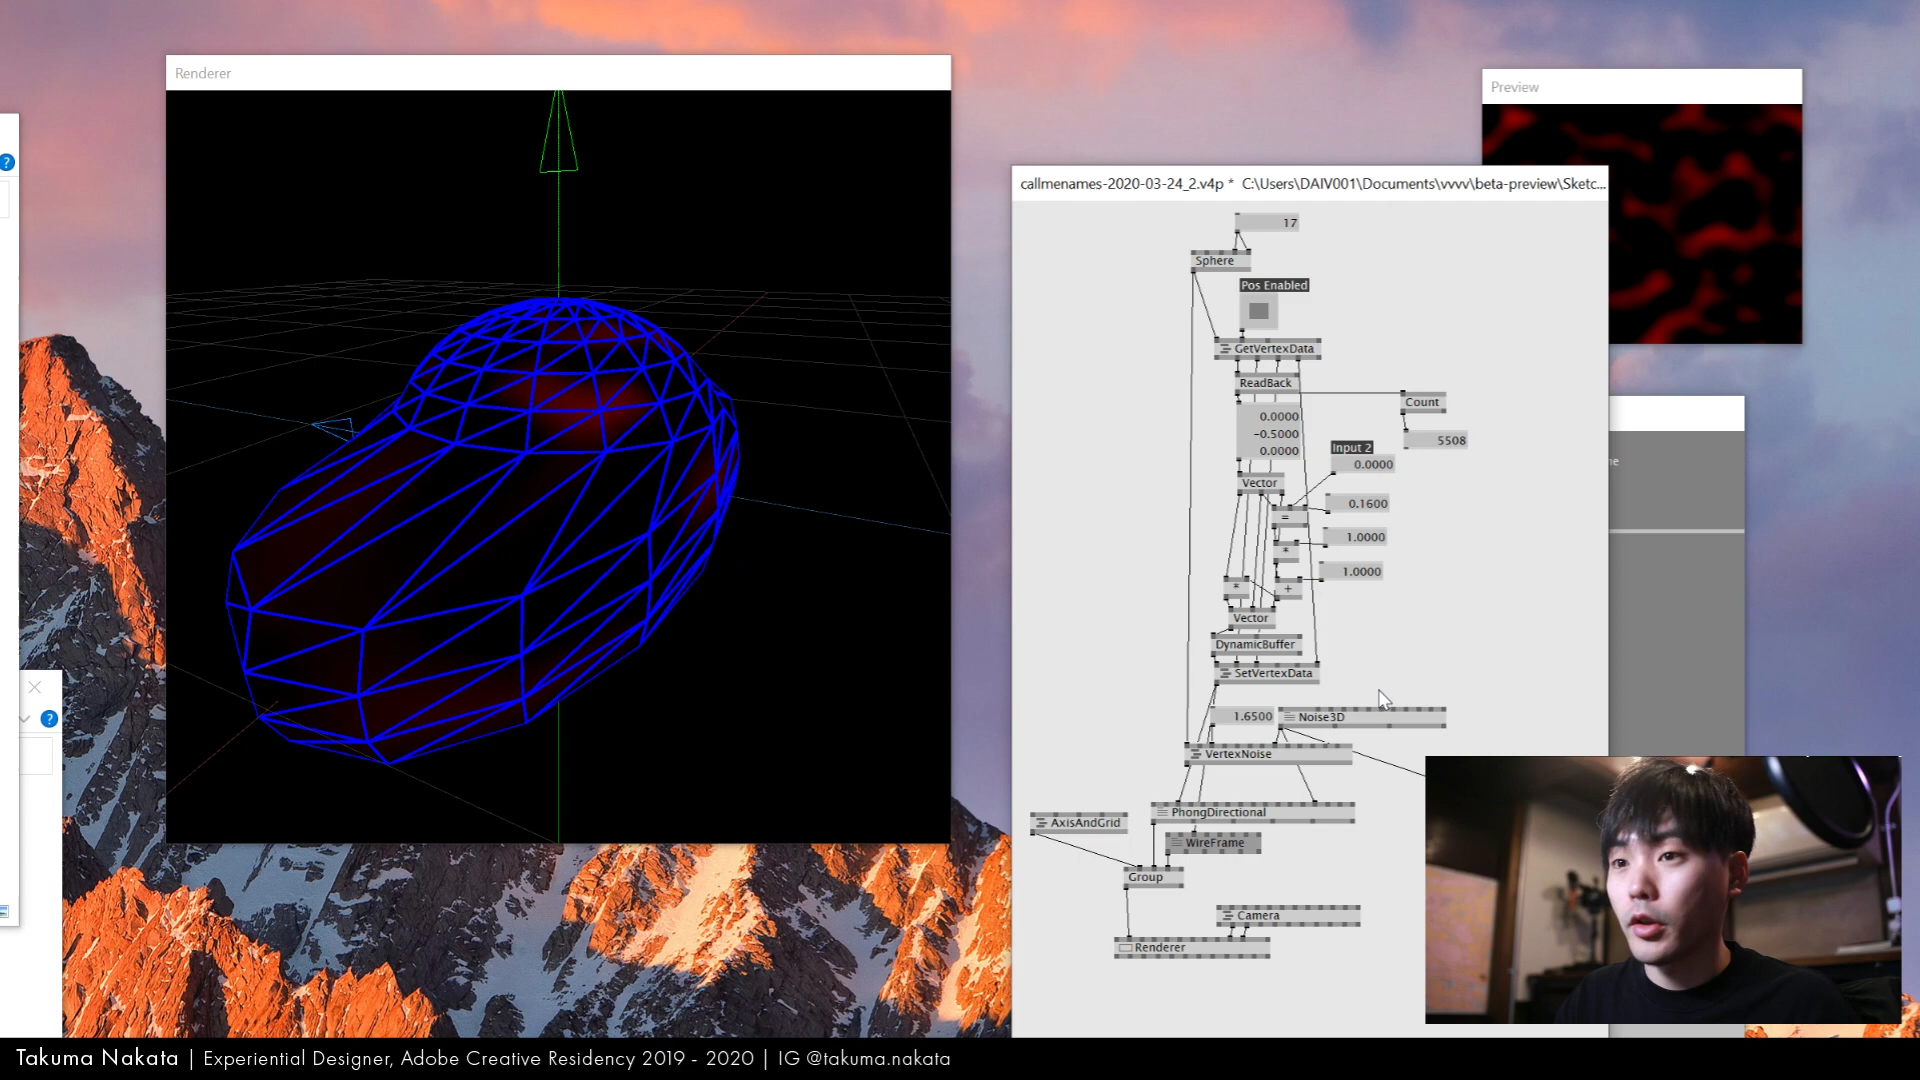 Renderer
Preview
callmenames-2020-03-24_2.v4p * C:\Users\DAIV001\Documents\vvvv\beta-preview\Sketc...
17
Sphere
Pos Enabled
GetVertexData
ReadBack
Count
0.0000
-0.5000
0.0000
5508
Input 2
0.0000
Vector
0.1600
=
1.0000
*
1.0000
*
+
Vector
DynamicBuffer
SetVertexData
1.6500
Noise3D
VertexNoise
PhongDirectional
AxisAndGrid
WireFrame
Group
Camera
Renderer
Takuma Nakata | Experiential Designer, Adobe Creative Residency 2019 - 2020 | IG @takuma.nakata